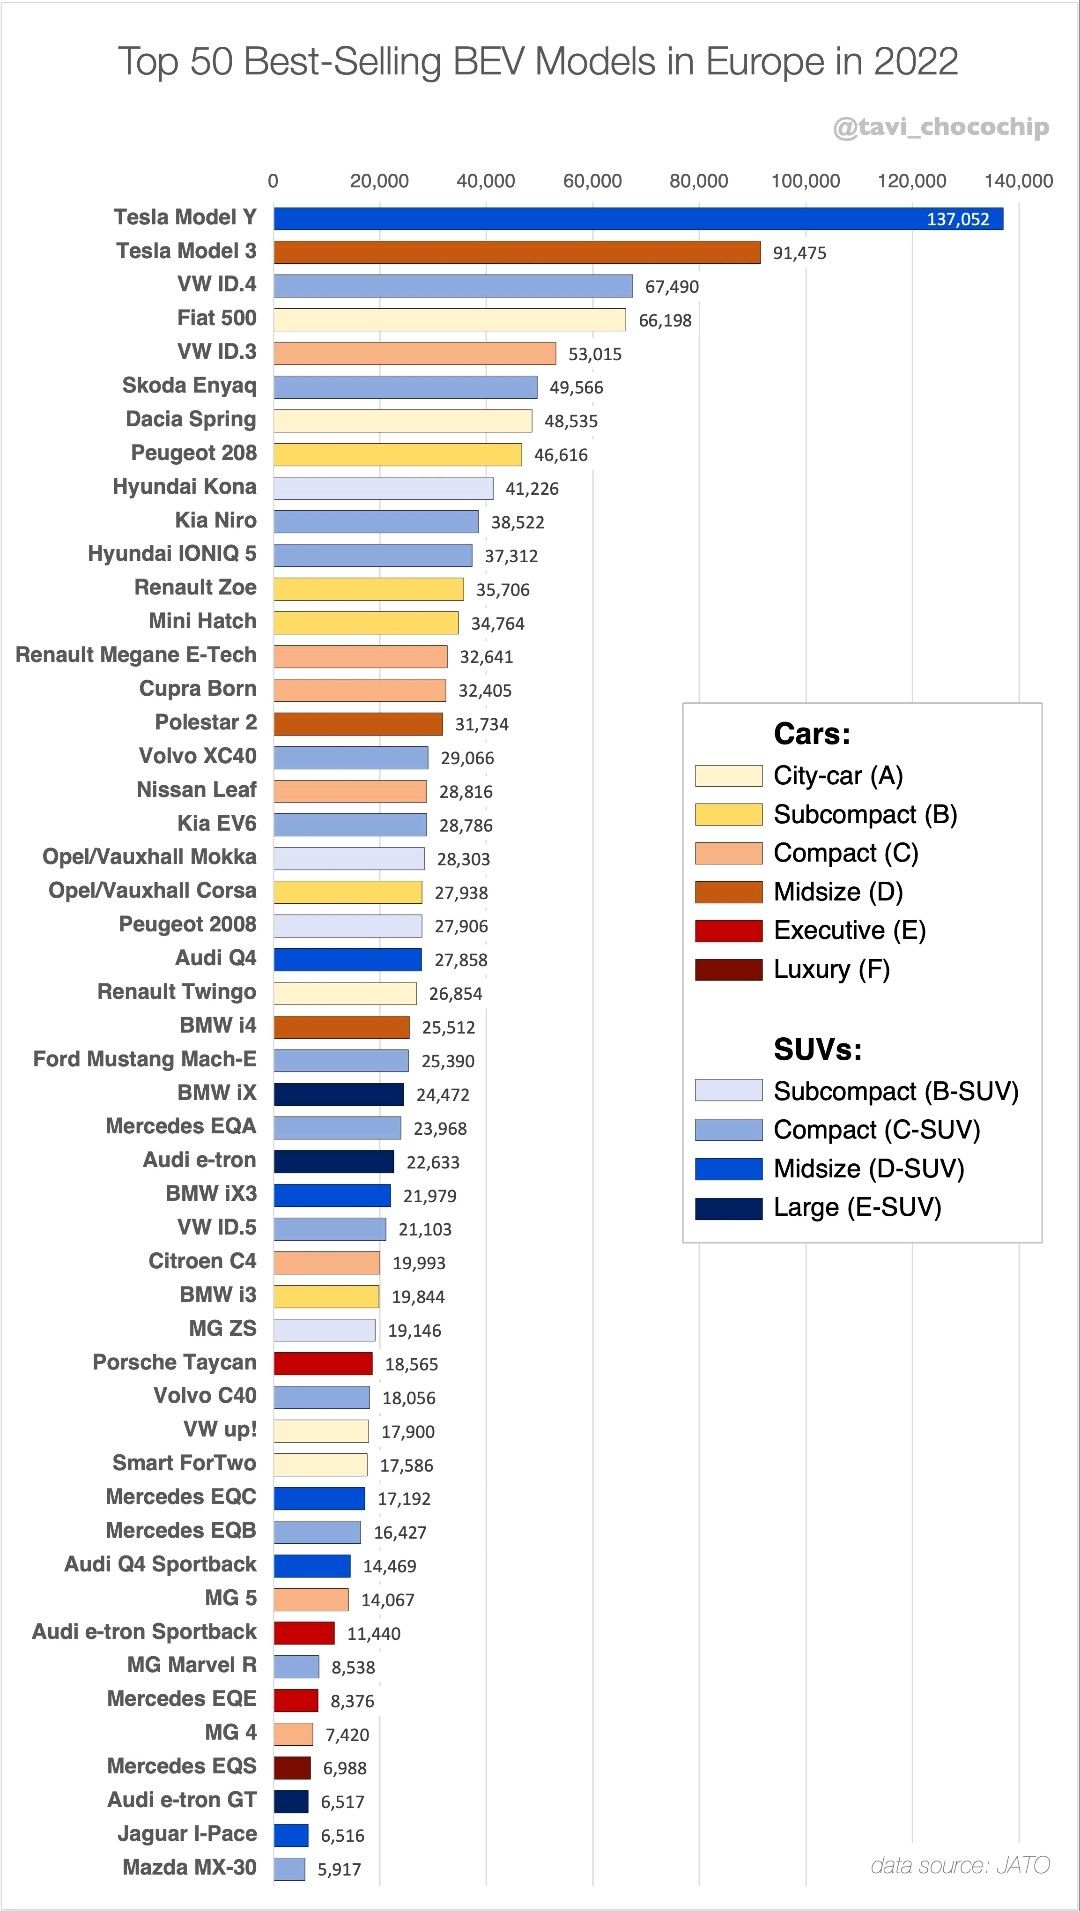 Top 50 Best-Selling BEV Models in Europe in 2022
@tavi_chocochip
0 20,000 40,000 60,000 80,000 100,000 120,000 140,000
Tesla Model Y 137,052
Tesla Model 3 91,475
VW ID.4 67,490
Fiat 500 66,198
VW ID.3 53,015
Skoda Enyaq 49,566
Dacia Spring 48,535
Peugeot 208 46,616
Hyundai Kona 41,226
Kia Niro 38,522
Hyundai IONIQ 5 37,312
Renault Zoe 35,706
Mini Hatch 34,764
Renault Megane E-Tech 32,641
Cupra Born 32,405
Polestar 2 31,734
Volvo XC40 29,066
Nissan Leaf 28,816
Kia EV6 28,786
Opel/Vauxhall Mokka 28,303
Opel/Vauxhall Corsa 27,938
Peugeot 2008 27,906
Audi Q4 27,858
Renault Twingo 26,854
BMW i4 25,512
Ford Mustang Mach-E 25,390
BMW iX 24,472
Mercedes EQA 23,968
Audi e-tron 22,633
BMW iX3 21,979
VW ID.5 21,103
Citroen C4 19,993
BMW i3 19,844
MG ZS 19,146
Porsche Taycan 18,565
Volvo C40 18,056
VW up! 17,900
Smart ForTwo 17,586
Mercedes EQC 17,192
Mercedes EQB 16,427
Audi Q4 Sportback 14,469
MG 5 14,067
Audi e-tron Sportback 11,440
MG Marvel R 8,538
Mercedes EQE 8,376
MG 4 7,420
Mercedes EQS 6,988
Audi e-tron GT 6,517
Jaguar I-Pace 6,516
Mazda MX-30 5,917
Cars:
City-car (A)
Subcompact (B)
Compact (C)
Midsize (D)
Executive (E)
Luxury (F)
SUVs:
Subcompact (B-SUV)
Compact (C-SUV)
Midsize (D-SUV)
Large (E-SUV)
data source: JATO